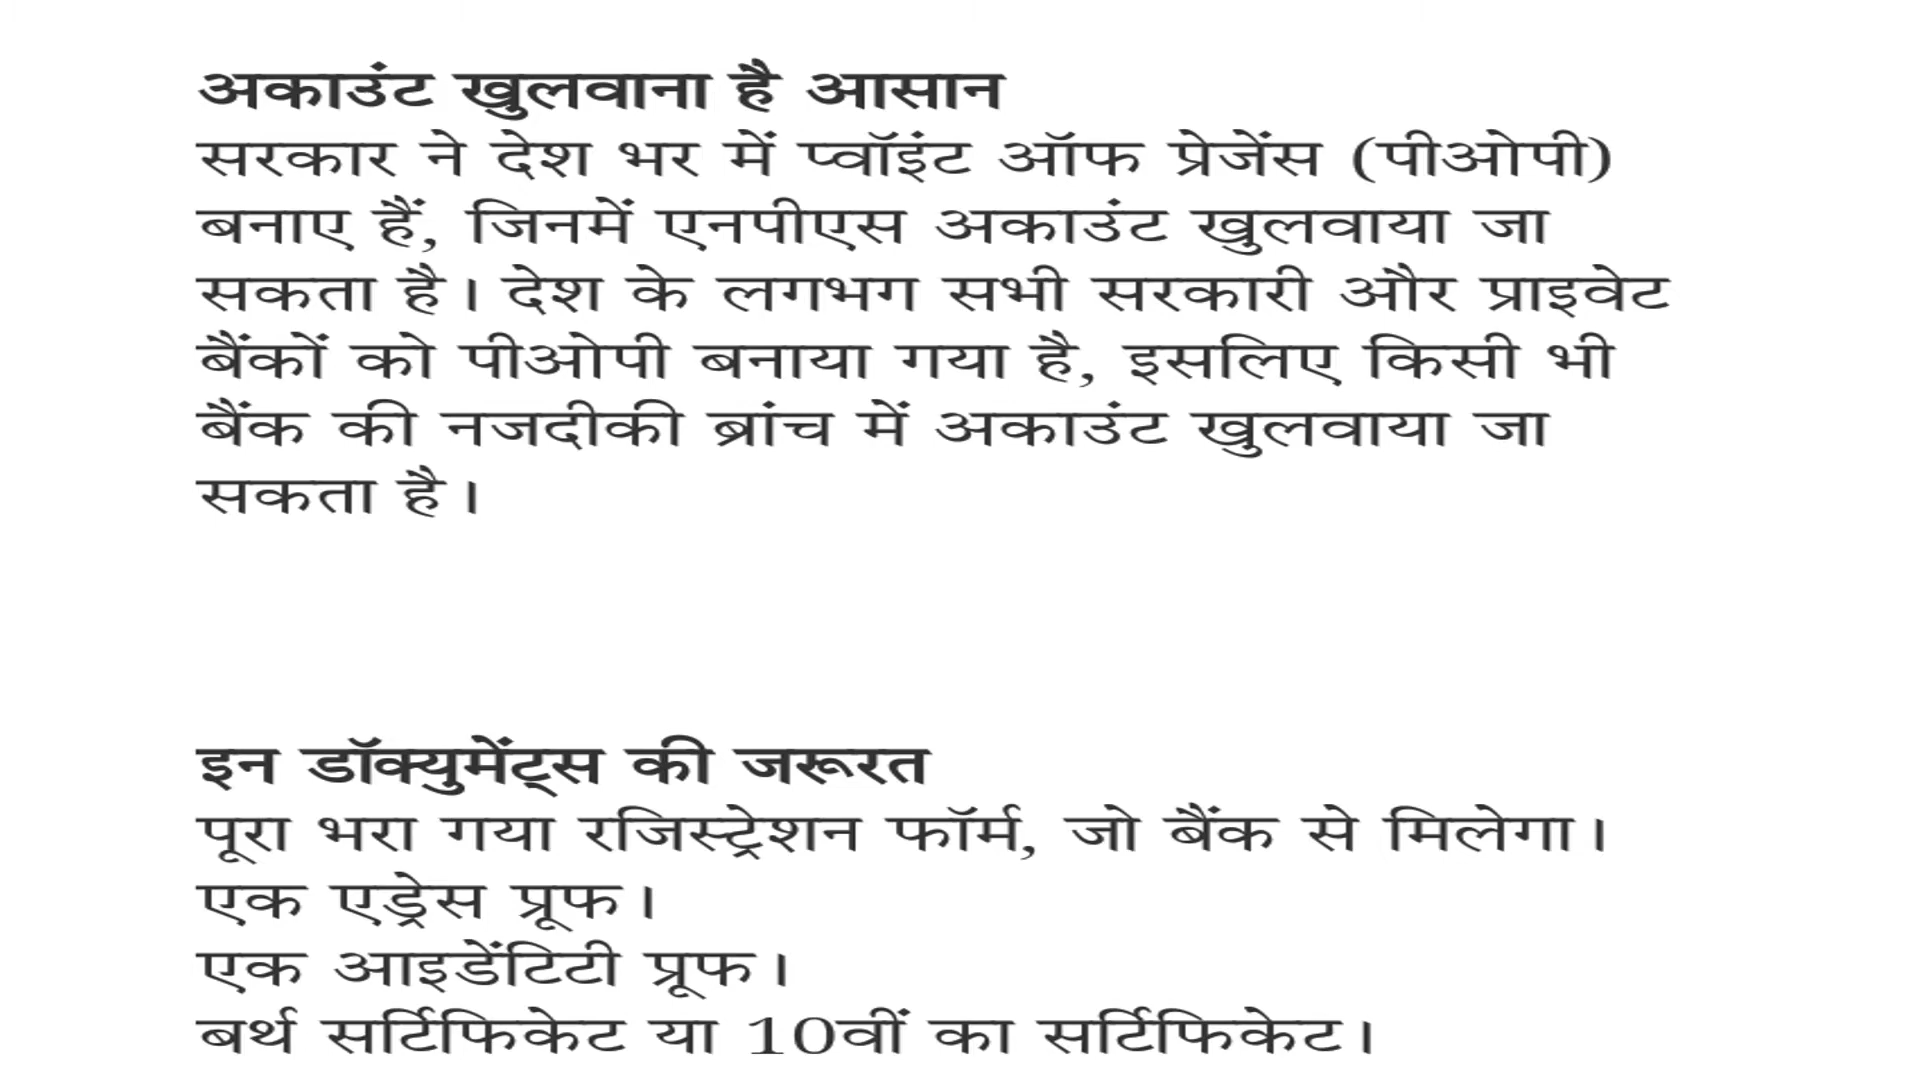 अकाउंट खुलवाना है आसान
सरकार ने देश भर में प्वॉइंट ऑफ प्रेजेंस (पीओपी)
बनाए हैं, जिनमें एनपीएस अकाउंट खुलवाया जा
सकता है। देश के लगभग सभी सरकारी और प्राइवेट
बैंकों को पीओपी बनाया गया है, इसलिए किसी भी
बैंक की नजदीकी ब्रांच में अकाउंट खुलवाया जा
सकता है।
इन डॉक्युमेंट्स की जरूरत
पूरा भरा गया रजिस्ट्रेशन फॉर्म, जो बैंक से मिलेगा।
एक एड्रेस प्रूफ।
एक आइडेंटिटी प्रूफ।
बर्थ सर्टिफिकेट या 10वीं का सर्टिफिकेट।